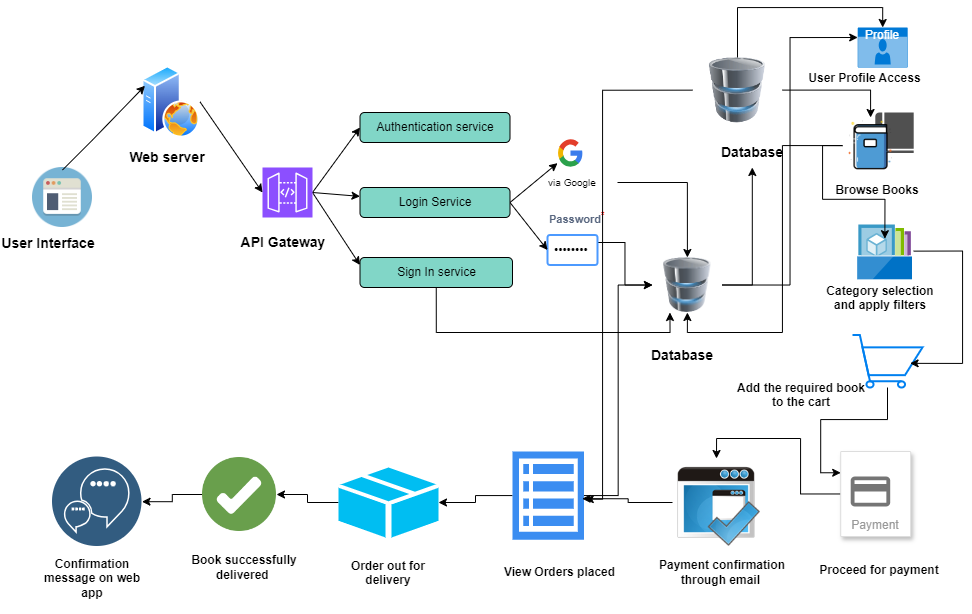 Profile
User Profile Access
Authentication service
Web server
Database
via Google
Browse Books
Login Service
Password
User Interface
API Gateway
........
Sign In service
Category selection
and apply filters
Database
Add the required book
to the cart
Payment
Confirmation
message on web
app
Book successfully
delivered
Order out for
delivery
View Orders placed
Payment confirmation
through email
Proceed for payment